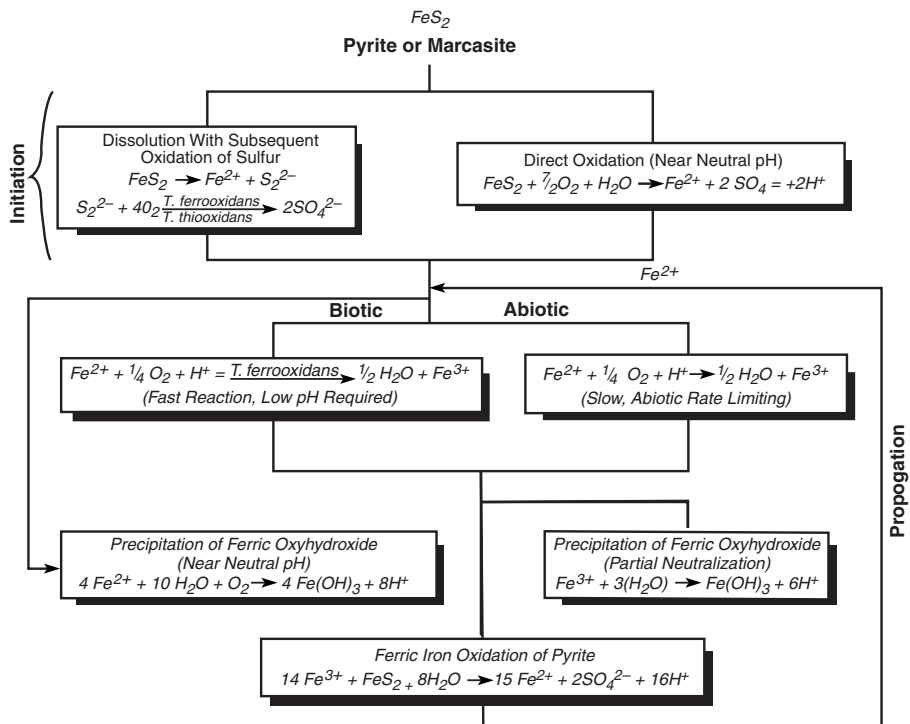 FeS₂
Pyrite or Marcasite
Initiation
Dissolution With Subsequent
Oxidation of Sulfur
FeS₂ → Fe²⁺ + S₂²⁻
S₂²⁻ + 40₂ T. ferrooxidans → 2SO₄²⁻
T. thiooxidans
Direct Oxidation (Near Neutral pH)
FeS₂ + ⁷/₂O₂ + H₂O → Fe²⁺ + 2 SO₄ = +2H⁺
Fe²⁺
Biotic
Abiotic
Fe²⁺ + ¼ O₂ + H⁺ = T. ferrooxidans → ½ H₂O + Fe³⁺
(Fast Reaction, Low pH Required)
Fe²⁺ + ¼ O₂ + H⁺ → ½ H₂O + Fe³⁺
(Slow, Abiotic Rate Limiting)
Propogation
Precipitation of Ferric Oxyhydroxide
(Near Neutral pH)
4 Fe²⁺ + 10 H₂O + O₂ → 4 Fe(OH)₃ + 8H⁺
Precipitation of Ferric Oxyhydroxide
(Partial Neutralization)
Fe³⁺ + 3(H₂O) → Fe(OH)₃ + 6H⁺
Ferric Iron Oxidation of Pyrite
14 Fe³⁺ + FeS₂ ₊ 8H₂O → 15 Fe²⁺ + 2SO₄²⁻ + 16H⁺